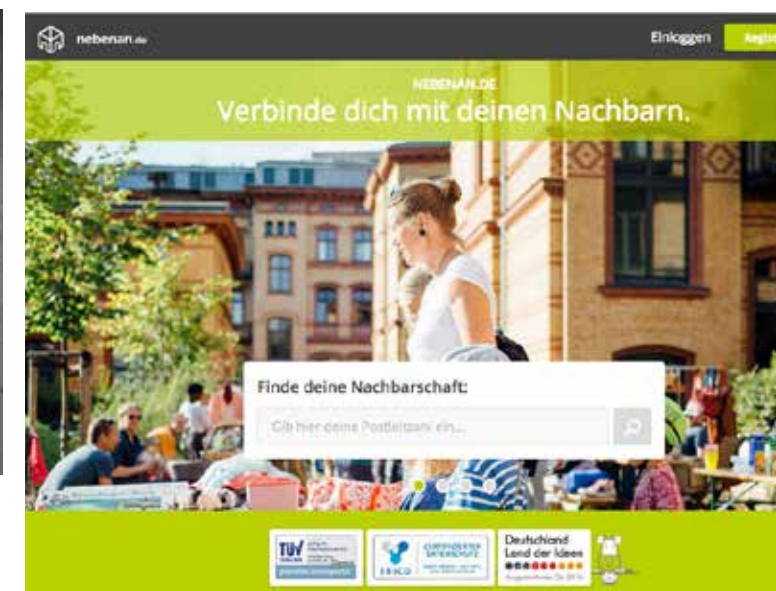 nebenan.de
Einloggen
NEBENAN.DE
Verbinde dich mit deinen Nachbarn.
Finde deine Nachbarschaft:
Gib hier deine Postleitzahl ein...
TÜV
Deutschland
Land der Ideen